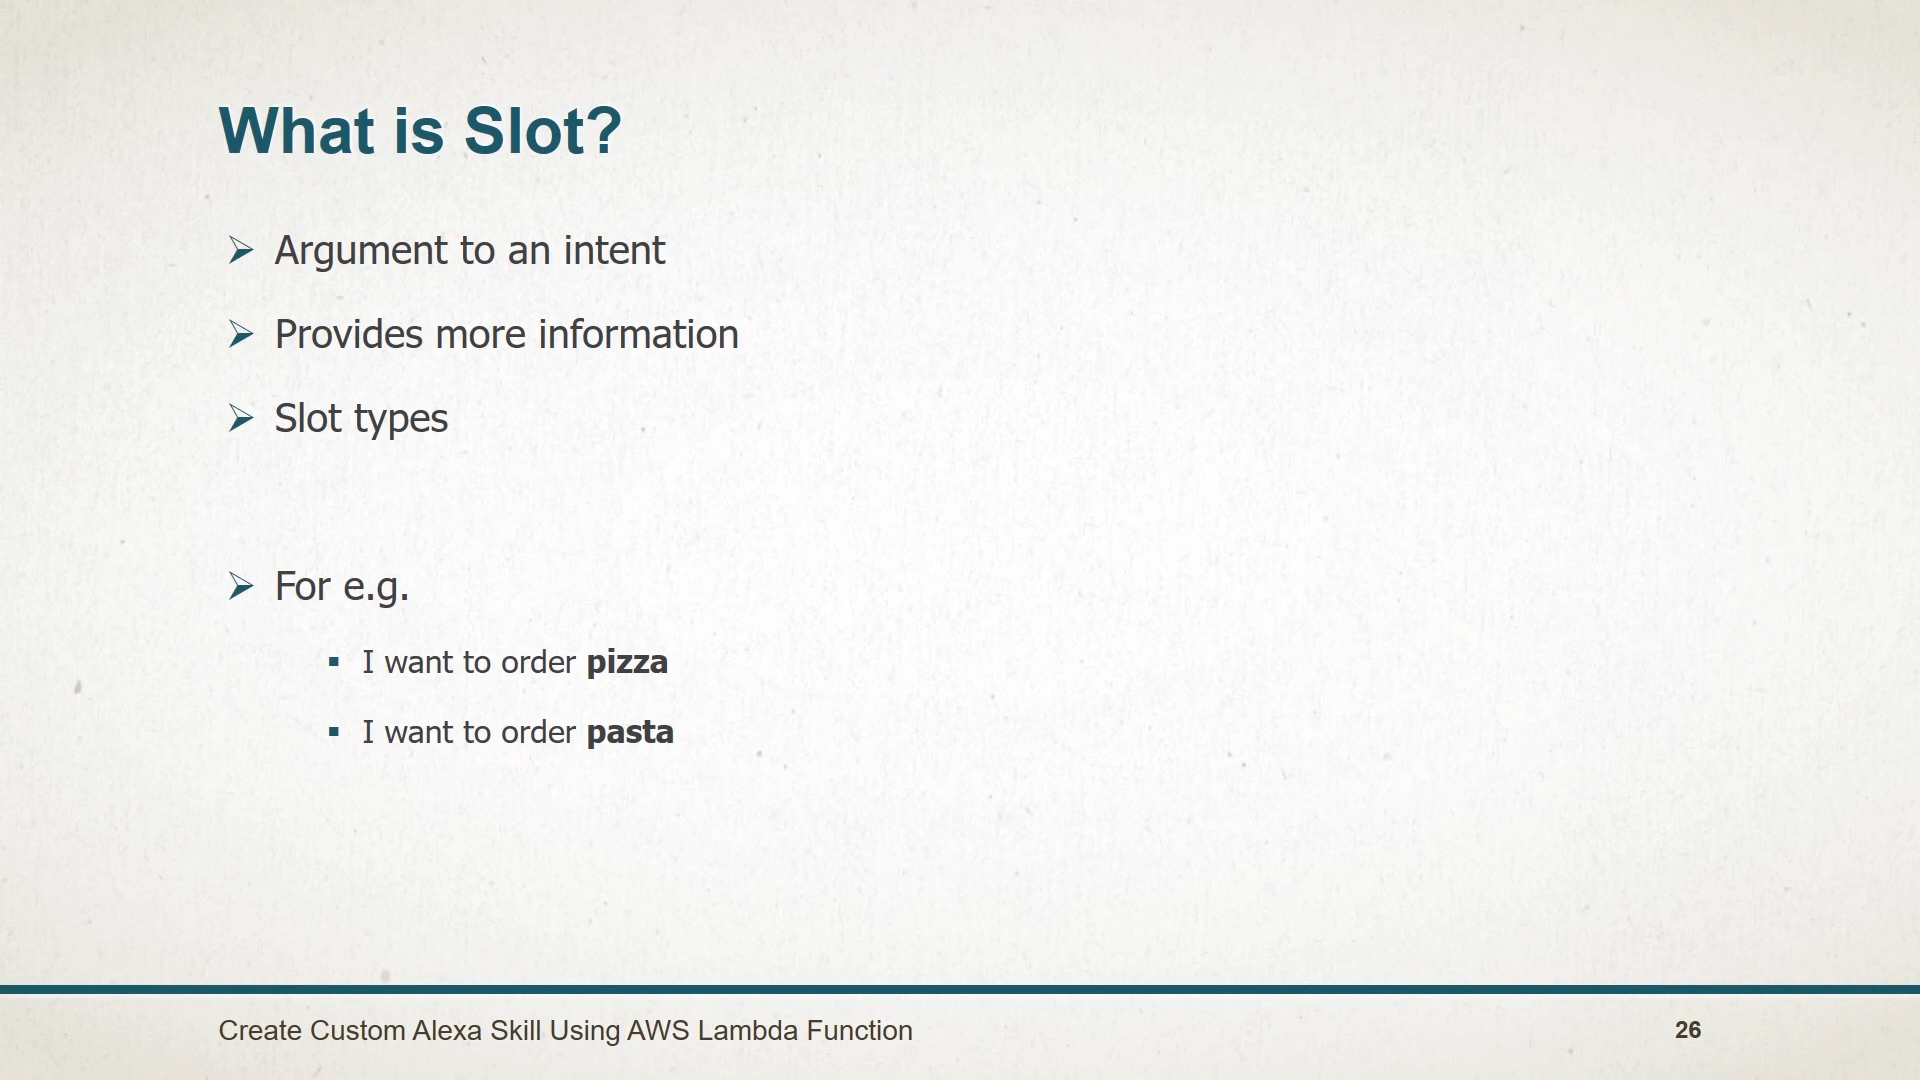 What is Slot?
Argument to an intent
Provides more information
Slot types
For e.g.
I want to order pizza
I want to order pasta
Create Custom Alexa Skill Using AWS Lambda Function
26